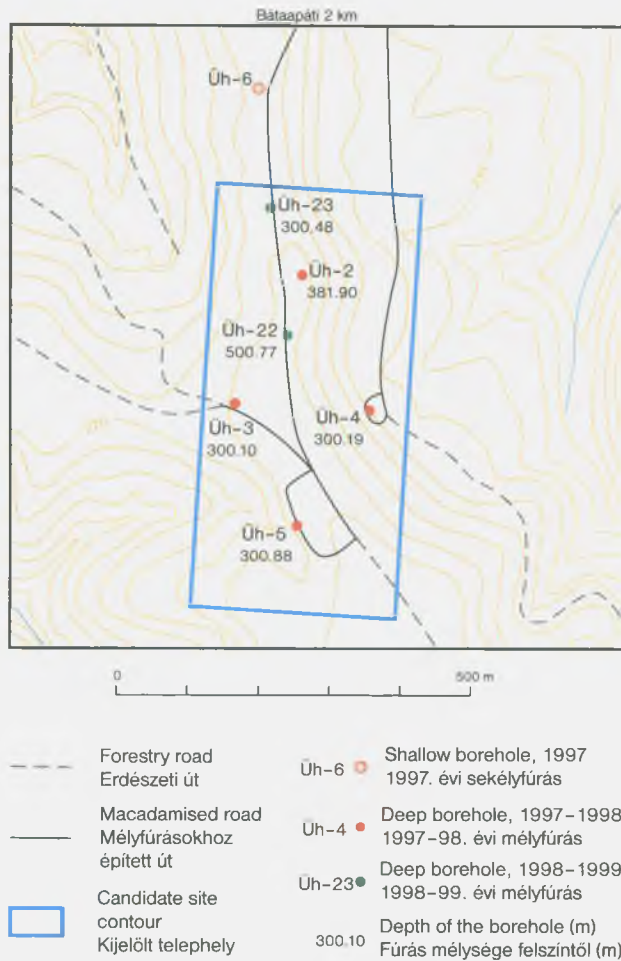 Bátaapáti 2 km
Üh-6
Üh-23
300.48
Üh-2
381.90
Üh-22
500.77
Üh-3
300.10
Üh-4
300.19
Üh-5
300.88
0
500 m
Forestry road
Erdészeti út
Macadamised road
Mélyfúrásokhoz
épített út
Candidate site
contour
Kijelölt telephely
Üh-6
Shallow borehole, 1997
1997. évi sekélyfúrás
Üh-4
Deep borehole, 1997-1998
1997-98. évi mélyfúrás
Üh-23
Deep borehole, 1998-1999
1998-99. évi mélyfúrás
300.10
Depth of the borehole (m)
Fúrás mélysége felszíntől (m)